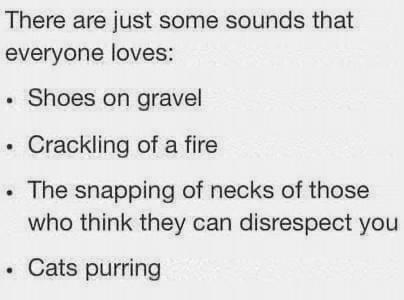 There are just some sounds that
everyone loves:
• Shoes on gravel
• Crackling of a fire
• The snapping of necks of those
who think they can disrespect you
• Cats purring